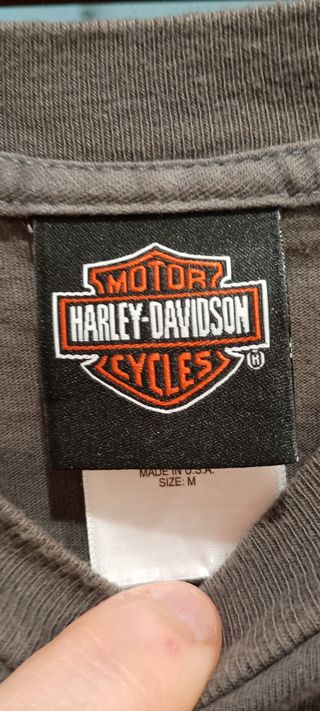 MOTOR
HARLEY-DAVIDSON
CYCLES ®
MADE IN U.S.A.
SIZE: M